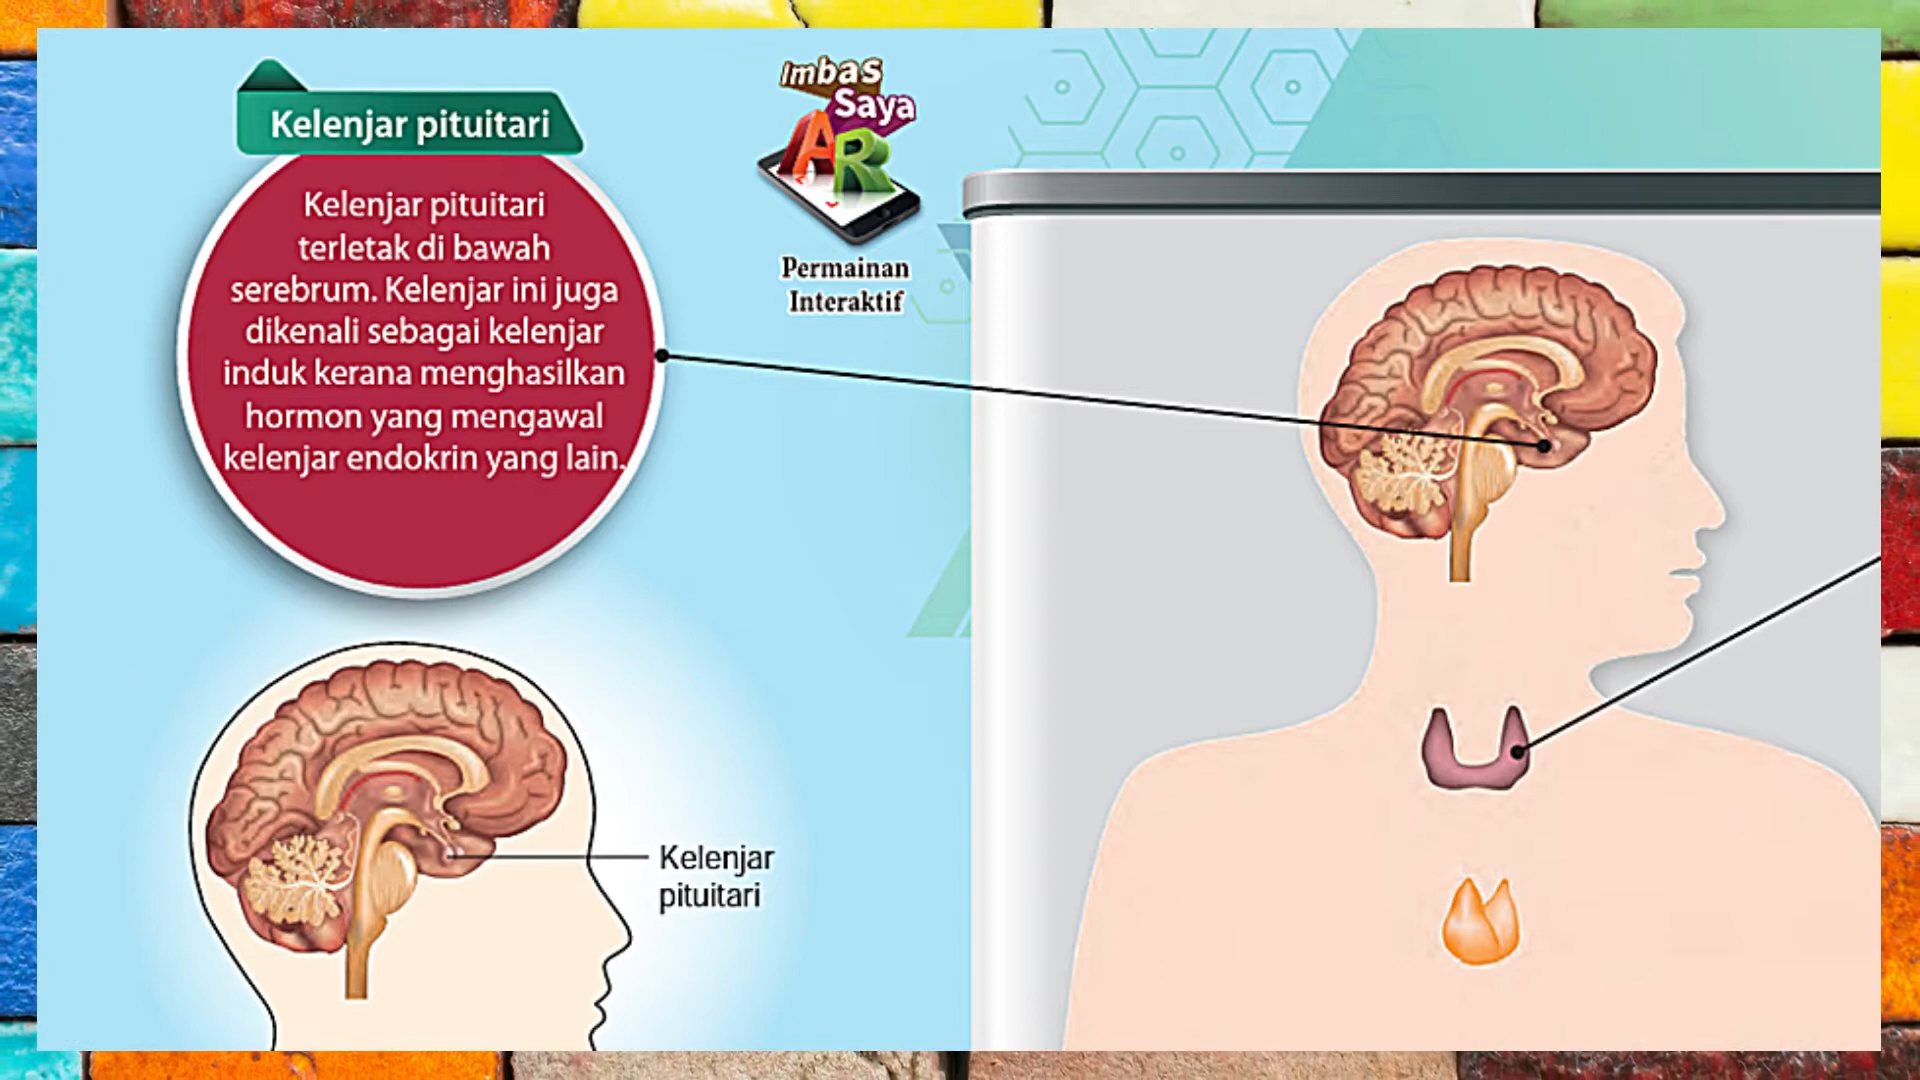 Kelenjar pituitari
Kelenjar pituitari
terletak di bawah
serebrum. Kelenjar ini juga
dikenali sebagai kelenjar
induk kerana menghasilkan
hormon yang mengawal
kelenjar endokrin yang lain.
Imbas
Saya
AR
Permainan
Interaktif
Kelenjar
pituitari